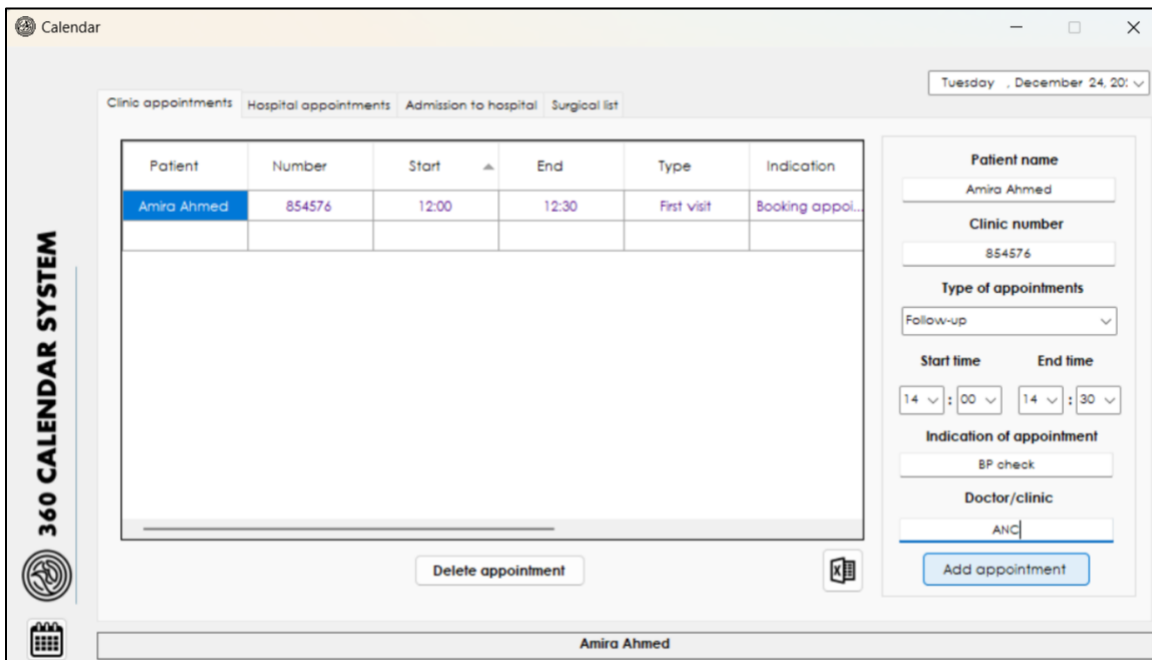 Calendar
Tuesday , December 24, 20
Clinic appointments Hospital appointments Admission to hospital Surgical list
Patient Number Start End Type Indication
Amira Ahmed 854576 12:00 12:30 First visit Booking appoi...
Patient name
Amira Ahmed
Clinic number
854576
Type of appointments
Follow-up
Start time End time
14 : 00 14 : 30
Indication of appointment
BP check
Doctor/clinic
ANC
Add appointment
Delete appointment
360 CALENDAR SYSTEM
Amira Ahmed